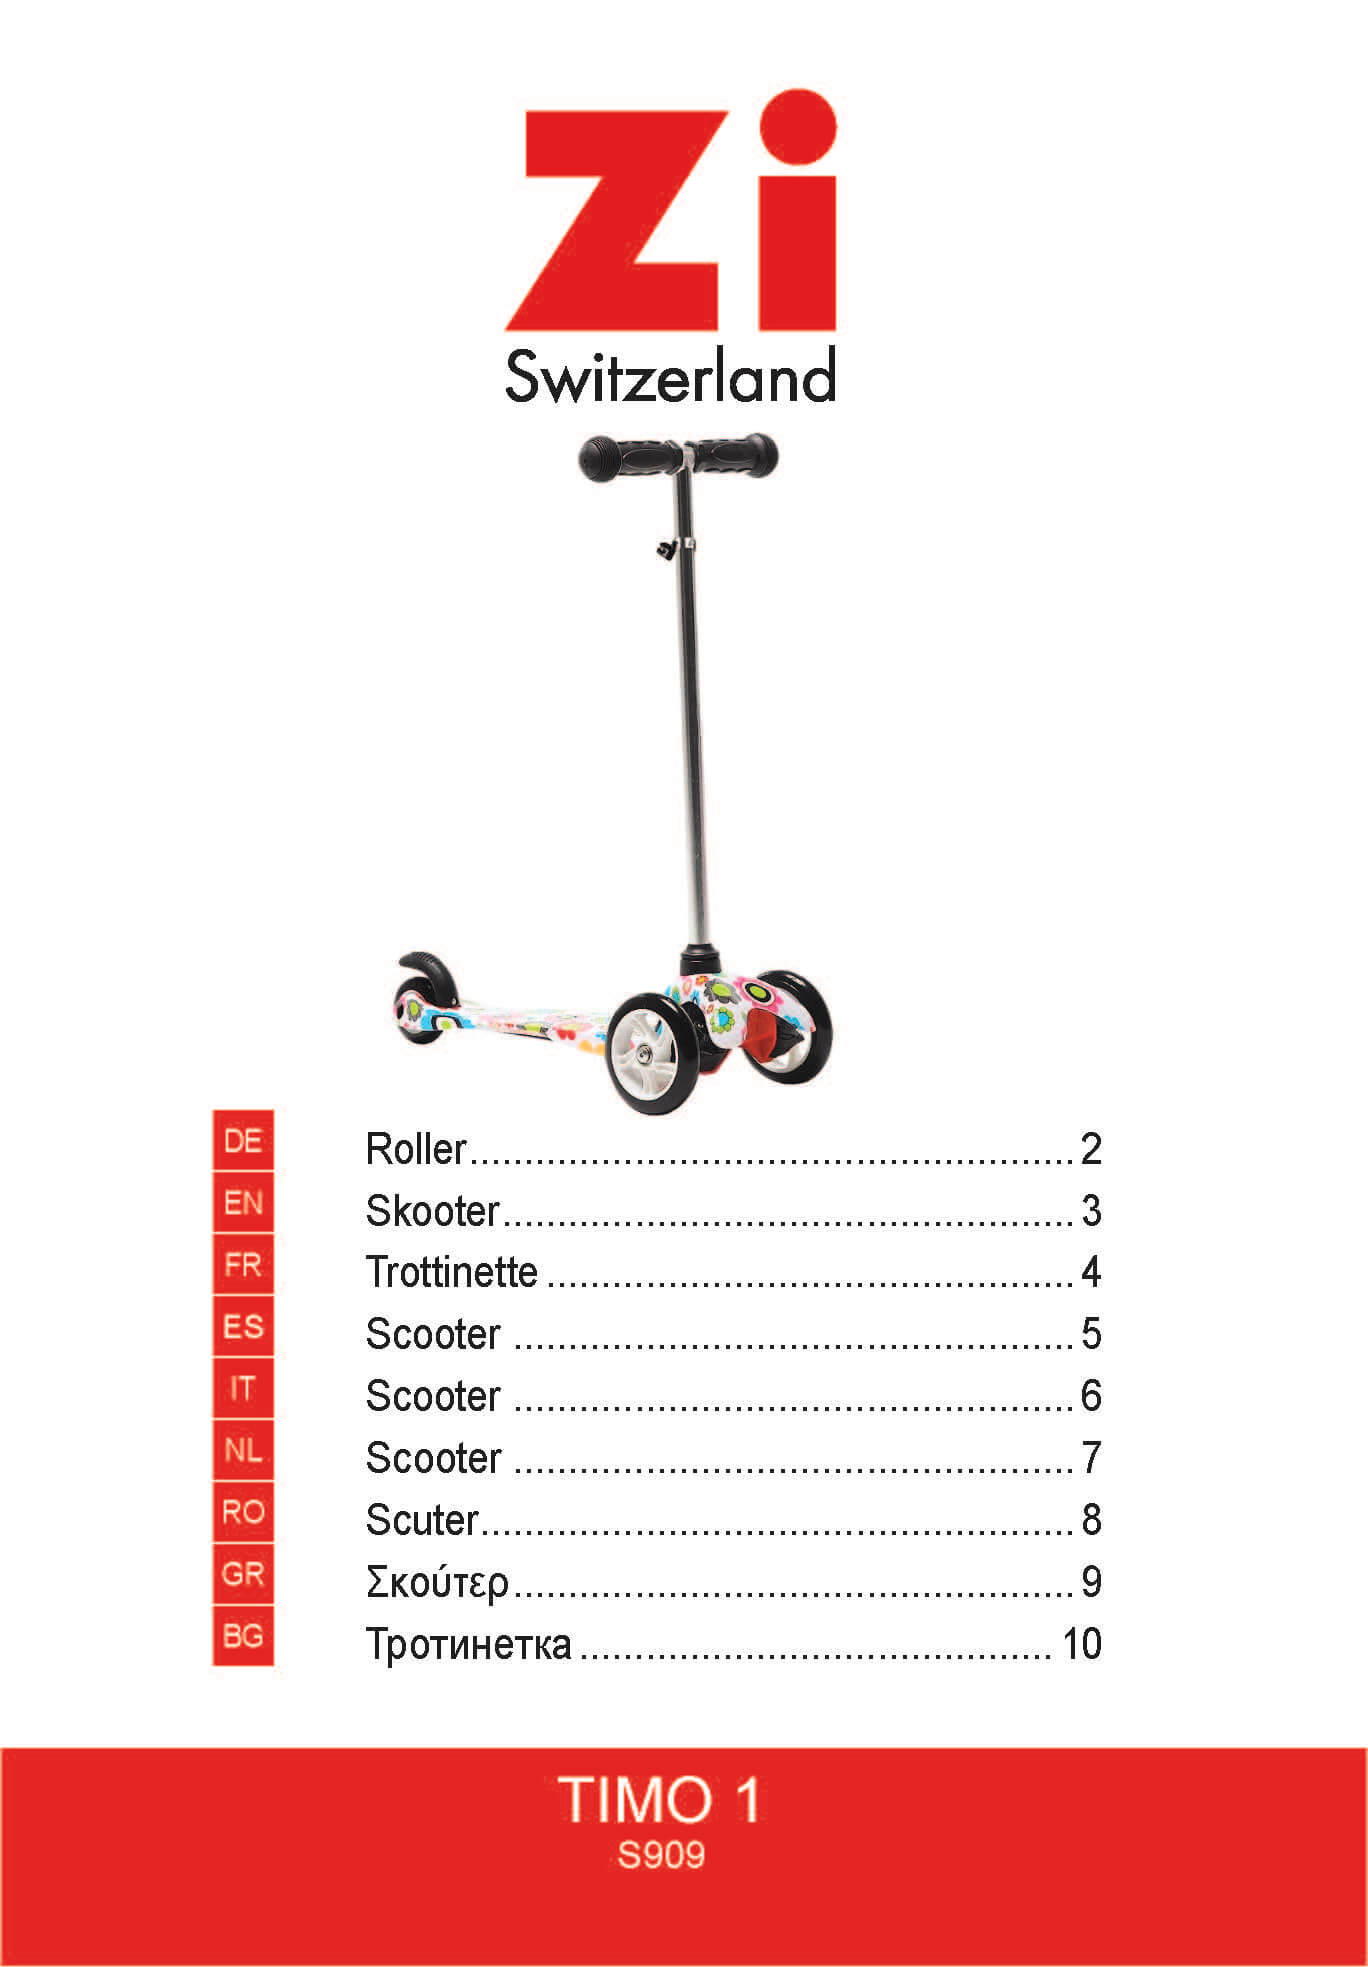 Zi
Switzerland
DE Roller 2
EN Skooter 3
FR Trottinette 4
ES Scooter 5
IT Scooter 6
NL Scooter 7
RO Scuter 8
GR Σκούτερ 9
BG Тротинетка 10
TIMO 1
S909